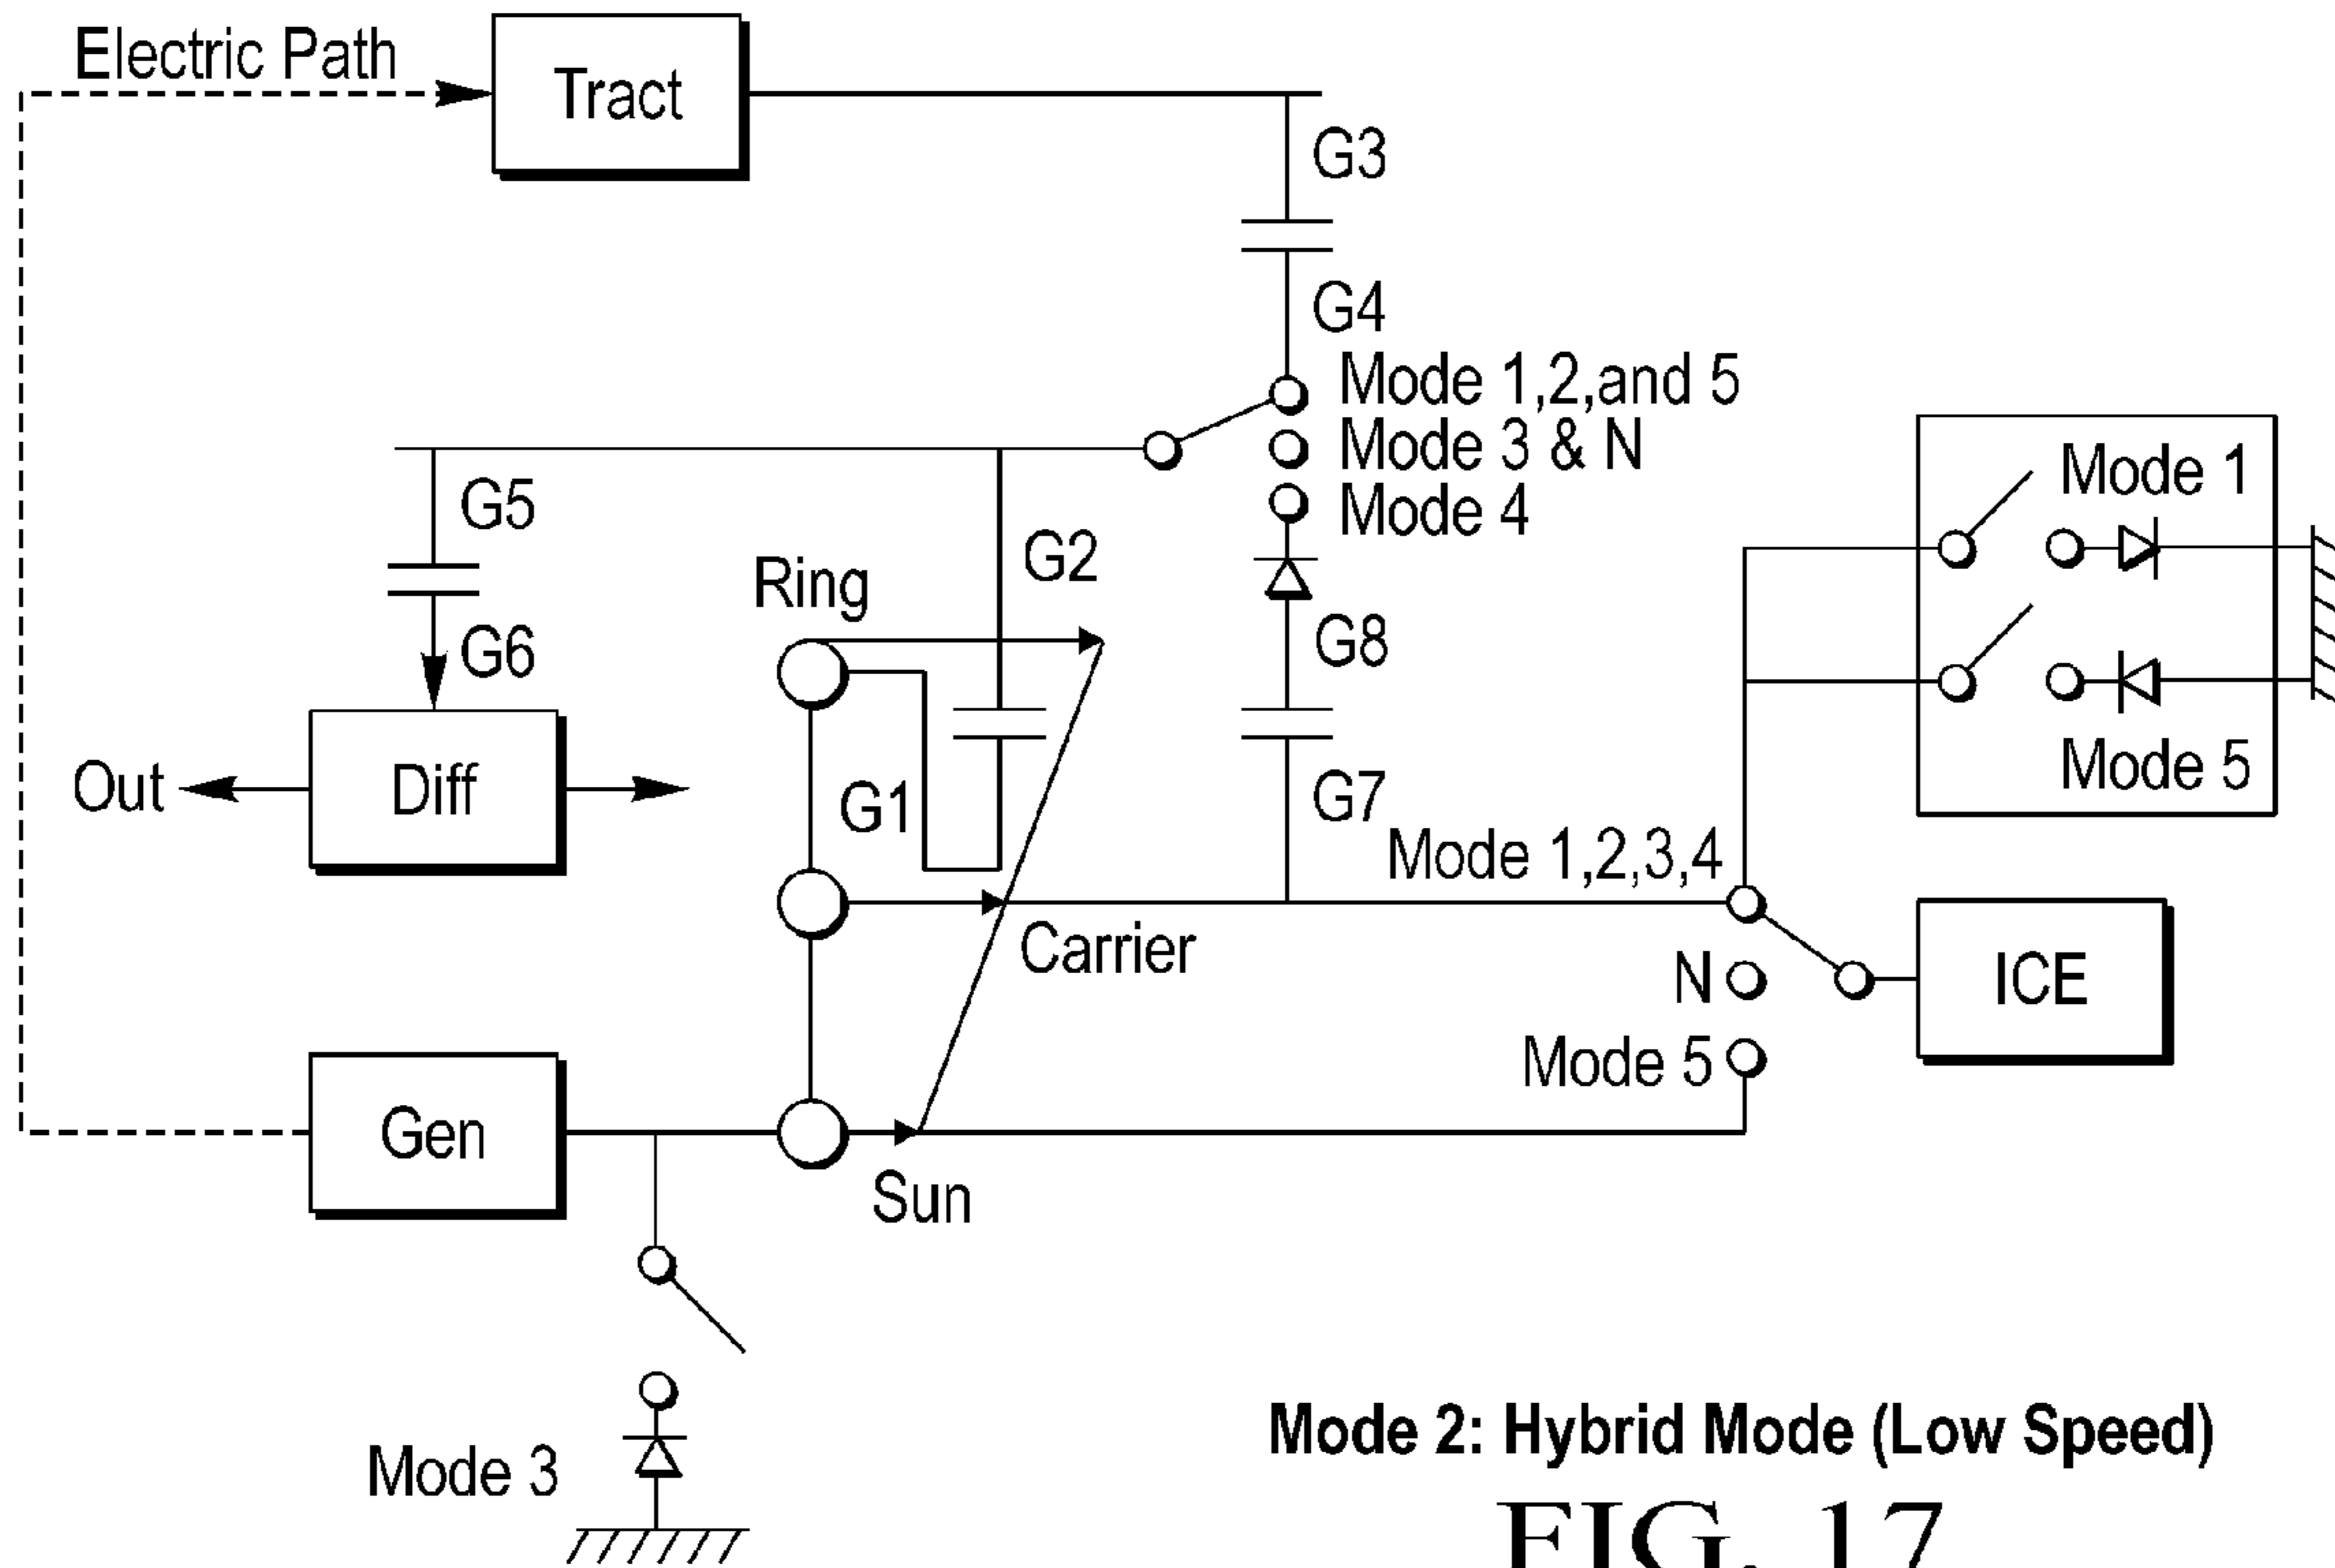 Electric Path
Tract
G3
G4
Mode 1,2,and 5
Mode 3 & N
Mode 4
G5
G6
Ring
G2
G8
Mode 1
Mode 5
Out
Diff
G1
G7
Mode 1,2,3,4
Carrier
N
ICE
Mode 5
Gen
Sun
Mode 3
Mode 2: Hybrid Mode (Low Speed)
FIG. 17